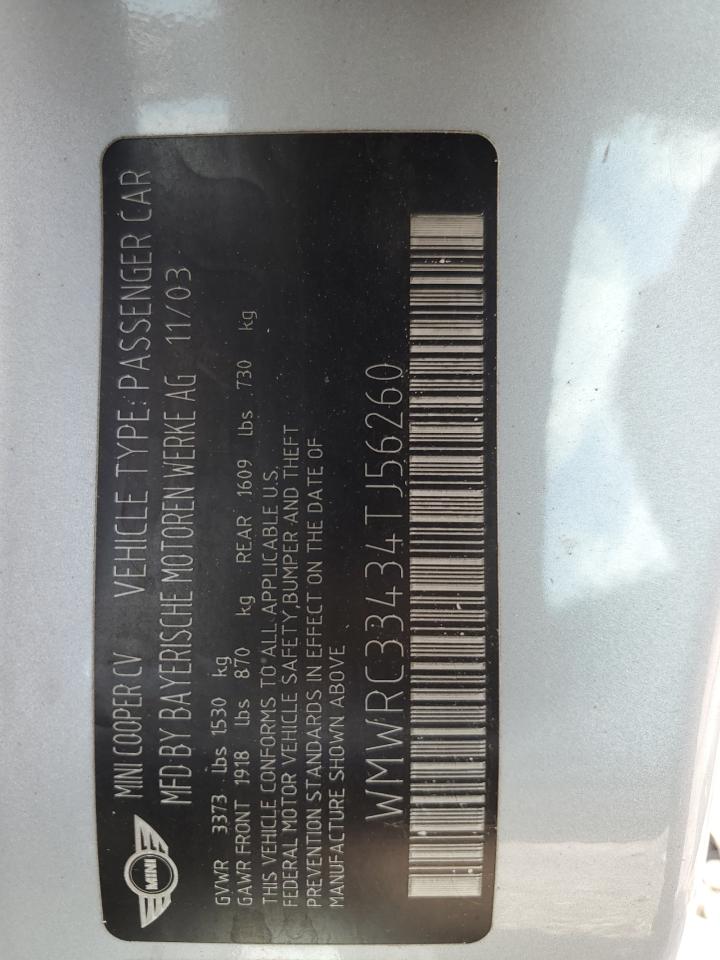 MINI COOPER CV VEHICLE TYPE: PASSENGER CAR
MFD BY BAYERISCHE MOTOREN WERKE AG 11/03
MINI
GVWR 3373 lbs 1530 kg
GAWR FRONT 1918 lbs 870 kg REAR 1609 lbs 730 kg
THIS VEHICLE CONFORMS TO ALL APPLICABLE U.S.
FEDERAL MOTOR VEHICLE SAFETY,BUMPER AND THEFT
PREVENTION STANDARDS IN EFFECT ON THE DATE OF
MANUFACTURE SHOWN ABOVE
WMWRC33434TJ56260